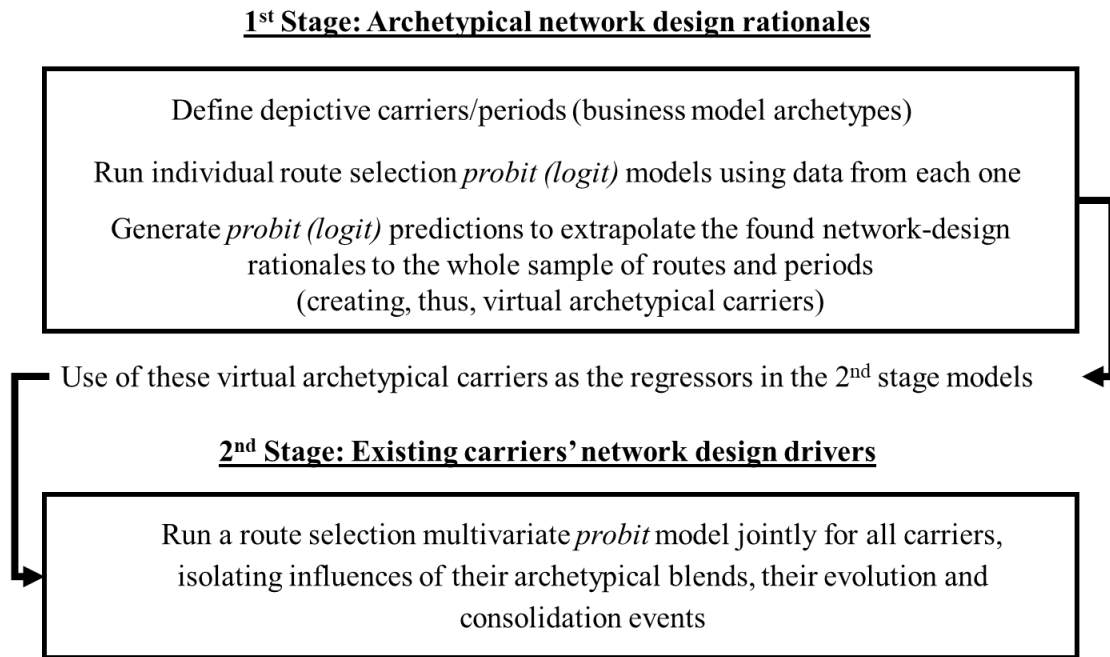 1st Stage: Archetypical network design rationales
Define depictive carriers/periods (business model archetypes)
Run individual route selection probit (logit) models using data from each one
Generate probit (logit) predictions to extrapolate the found network-design
rationales to the whole sample of routes and periods
(creating, thus, virtual archetypical carriers)
Use of these virtual archetypical carriers as the regressors in the 2nd stage models
2nd Stage: Existing carriers' network design drivers
Run a route selection multivariate probit model jointly for all carriers,
isolating influences of their archetypical blends, their evolution and
consolidation events